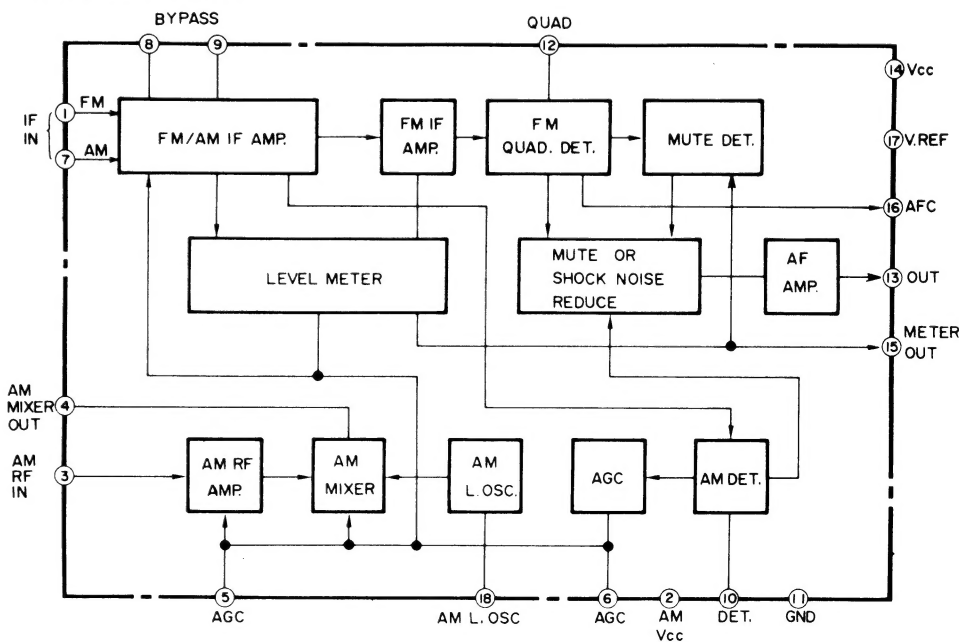 BYPASS
QUAD
8
9
12
14 Vcc
IF
IN
1
FM
7
AM
FM/AM IF AMP.
FM IF
AMP.
FM
QUAD. DET.
MUTE DET.
17 V.REF
16 AFC
LEVEL METER
MUTE OR
SHOCK NOISE
REDUCE
AF
AMP.
13 OUT
15 METER
OUT
AM
MIXER
OUT
4
AM
RF
IN
3
AM RF
AMP.
AM
MIXER
AM
L.OSC.
AGC
AM DET.
5
AGC
18
AM L.OSC
6
AGC
2
AM
Vcc
10
DET.
11
GND